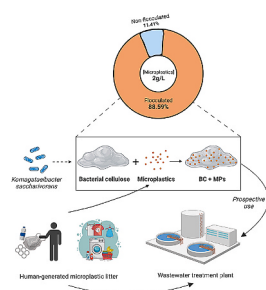 Non flocculated
11.41%
[Microplastics]
2g/L
Flocculated
88.59%
Komagataeibacter
saccharivorans
Bacterial cellulose
+
Microplastics
BC + MPs
Prospective
use
Human-generated microplastic litter
Wastewater treatment plant